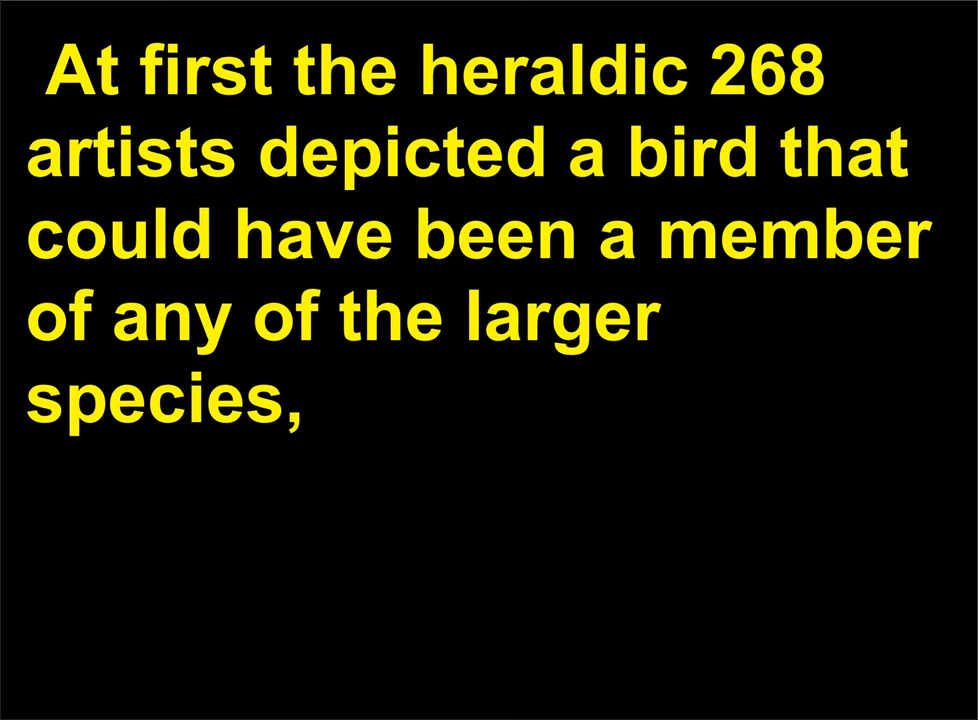 At first the heraldic 268
artists depicted a bird that
could have been a member
of any of the larger
species,